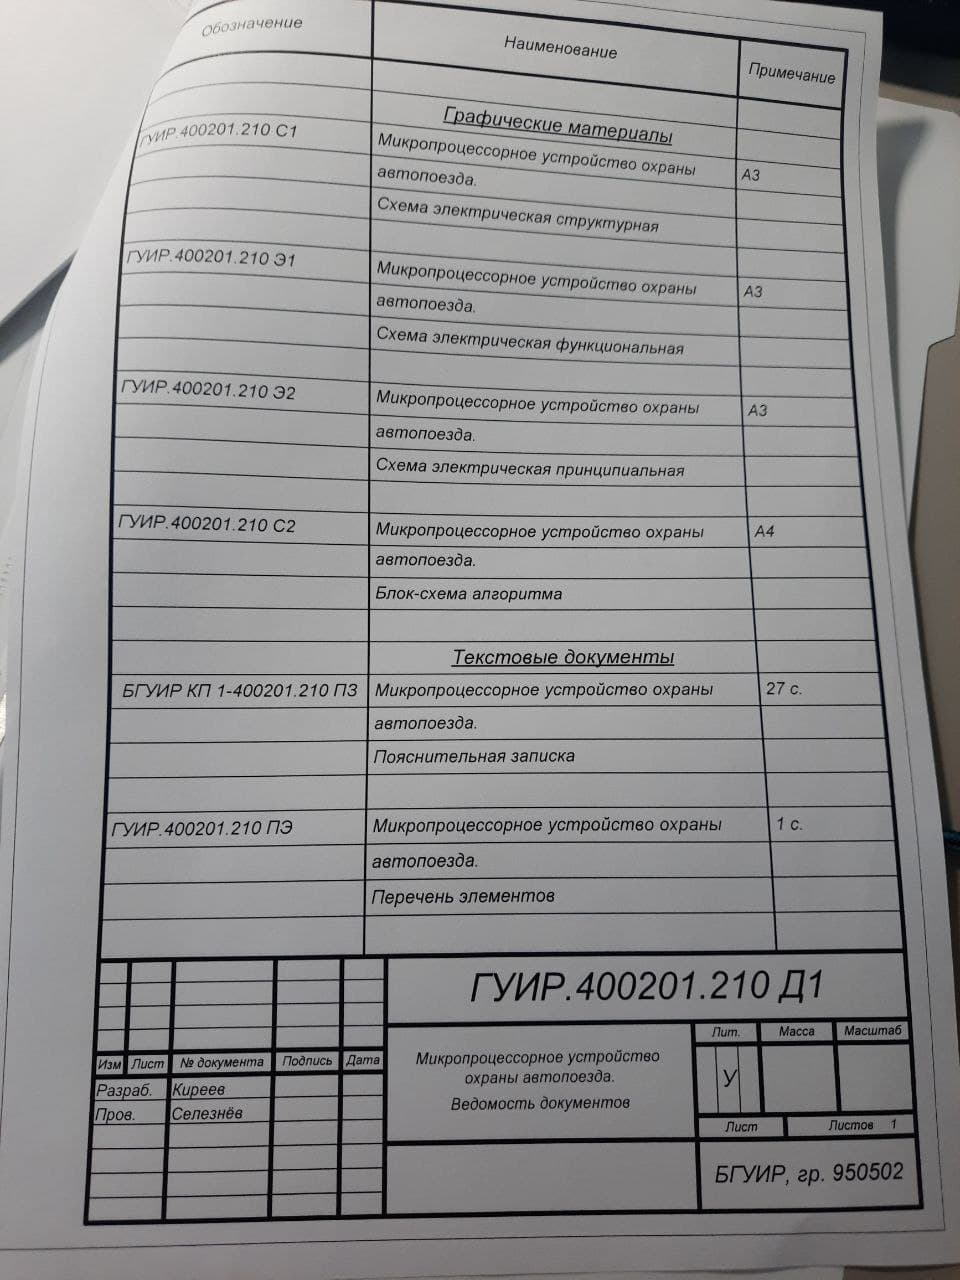 Обозначение Наименование Примечание
Графические материалы
ГУИР.400201.210 С1 Микропроцессорное устройство охраны А3
автопоезда.
Схема электрическая структурная
ГУИР.400201.210 Э1 Микропроцессорное устройство охраны А3
автопоезда.
Схема электрическая функциональная
ГУИР.400201.210 Э2 Микропроцессорное устройство охраны А3
автопоезда.
Схема электрическая принципиальная
ГУИР.400201.210 С2 Микропроцессорное устройство охраны А4
автопоезда.
Блок-схема алгоритма
Текстовые документы
БГУИР КП 1-400201.210 ПЗ Микропроцессорное устройство охраны 27 с.
автопоезда.
Пояснительная записка
ГУИР.400201.210 ПЭ Микропроцессорное устройство охраны 1 с.
автопоезда.
Перечень элементов
ГУИР.400201.210 Д1
Изм Лист № документа Подпись Дата
Разраб. Киреев
Пров. Селезнёв
Микропроцессорное устройство
охраны автопоезда.
Ведомость документов
Лит. Масса Масштаб
У
Лист Листов 1
БГУИР, гр. 950502